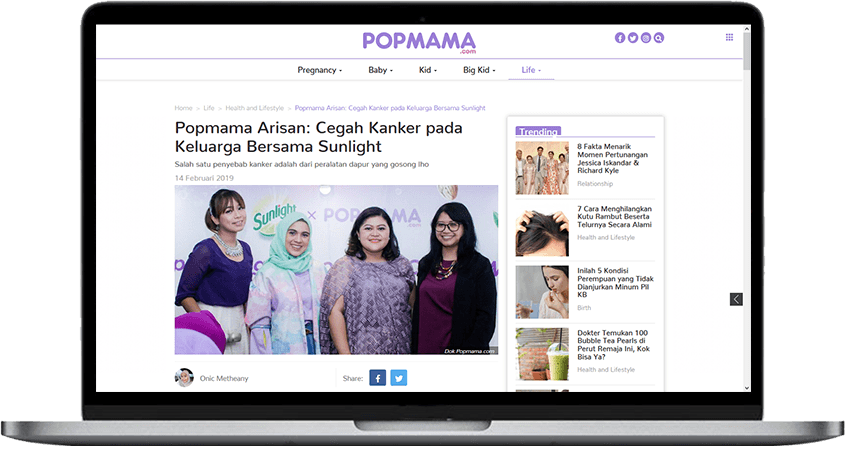 POPMAMA
.com
Pregnancy Baby Kid Big Kid Life
Home > Life > Health and Lifestyle > Popmama Arisan: Cegah Kanker pada Keluarga Bersama Sunlight
Popmama Arisan: Cegah Kanker pada
Keluarga Bersama Sunlight
Salah satu penyebab kanker adalah dari peralatan dapur yang gosong lho
14 Februari 2019
Sunlight × POPMAMA
.com
Dok Popmama.com
Onic Metheany
Share:
Trending
8 Fakta Menarik
Momen Pertunangan
Jessica Iskandar &
Richard Kyle
Relationship
7 Cara Menghilangkan
Kutu Rambut Beserta
Telurnya Secara Alami
Health and Lifestyle
Inilah 5 Kondisi
Perempuan yang Tidak
Dianjurkan Minum Pil
KB
Birth
Dokter Temukan 100
Bubble Tea Pearls di
Perut Remaja Ini, Kok
Bisa Ya?
Health and Lifestyle